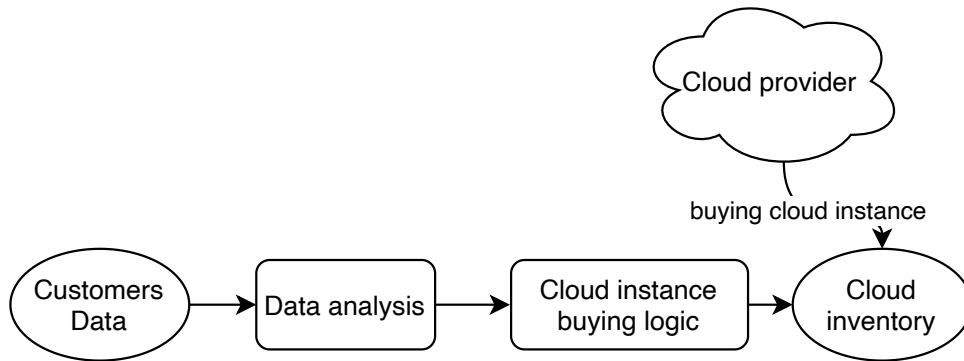 Cloud provider
buying cloud instance
Customers
Data
Data analysis
Cloud instance
buying logic
Cloud
inventory